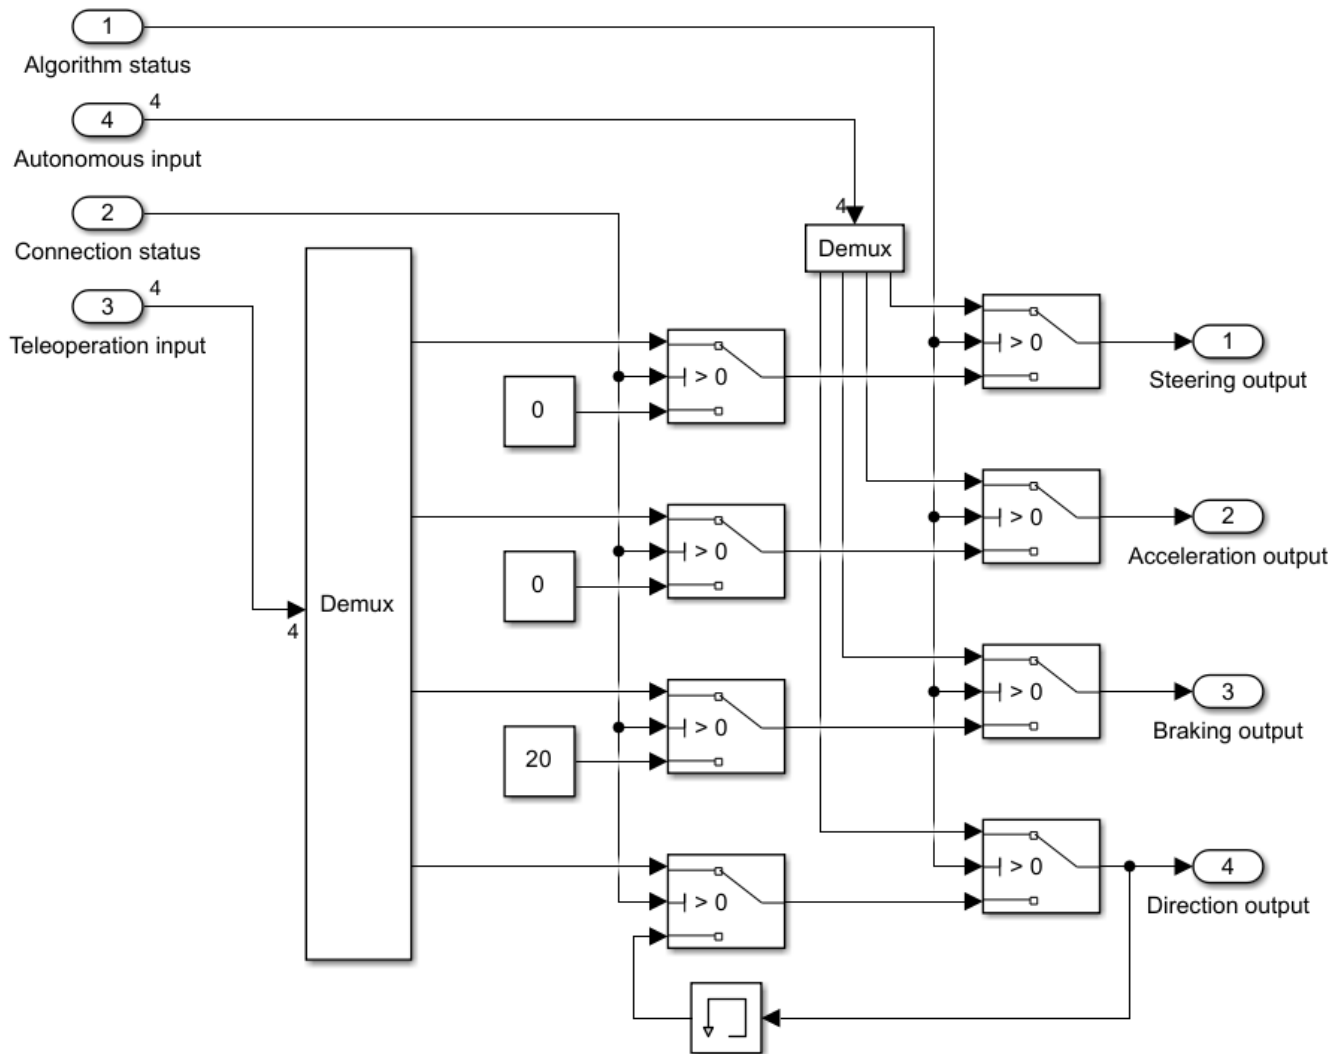 1
Algorithm status
4
4
Autonomous input
2
Connection status
4
3
Teleoperation input
4
Demux
Demux
4
> 0
0
> 0
0
> 0
20
> 0
> 0
1
Steering output
> 0
2
Acceleration output
> 0
3
Braking output
> 0
4
Direction output